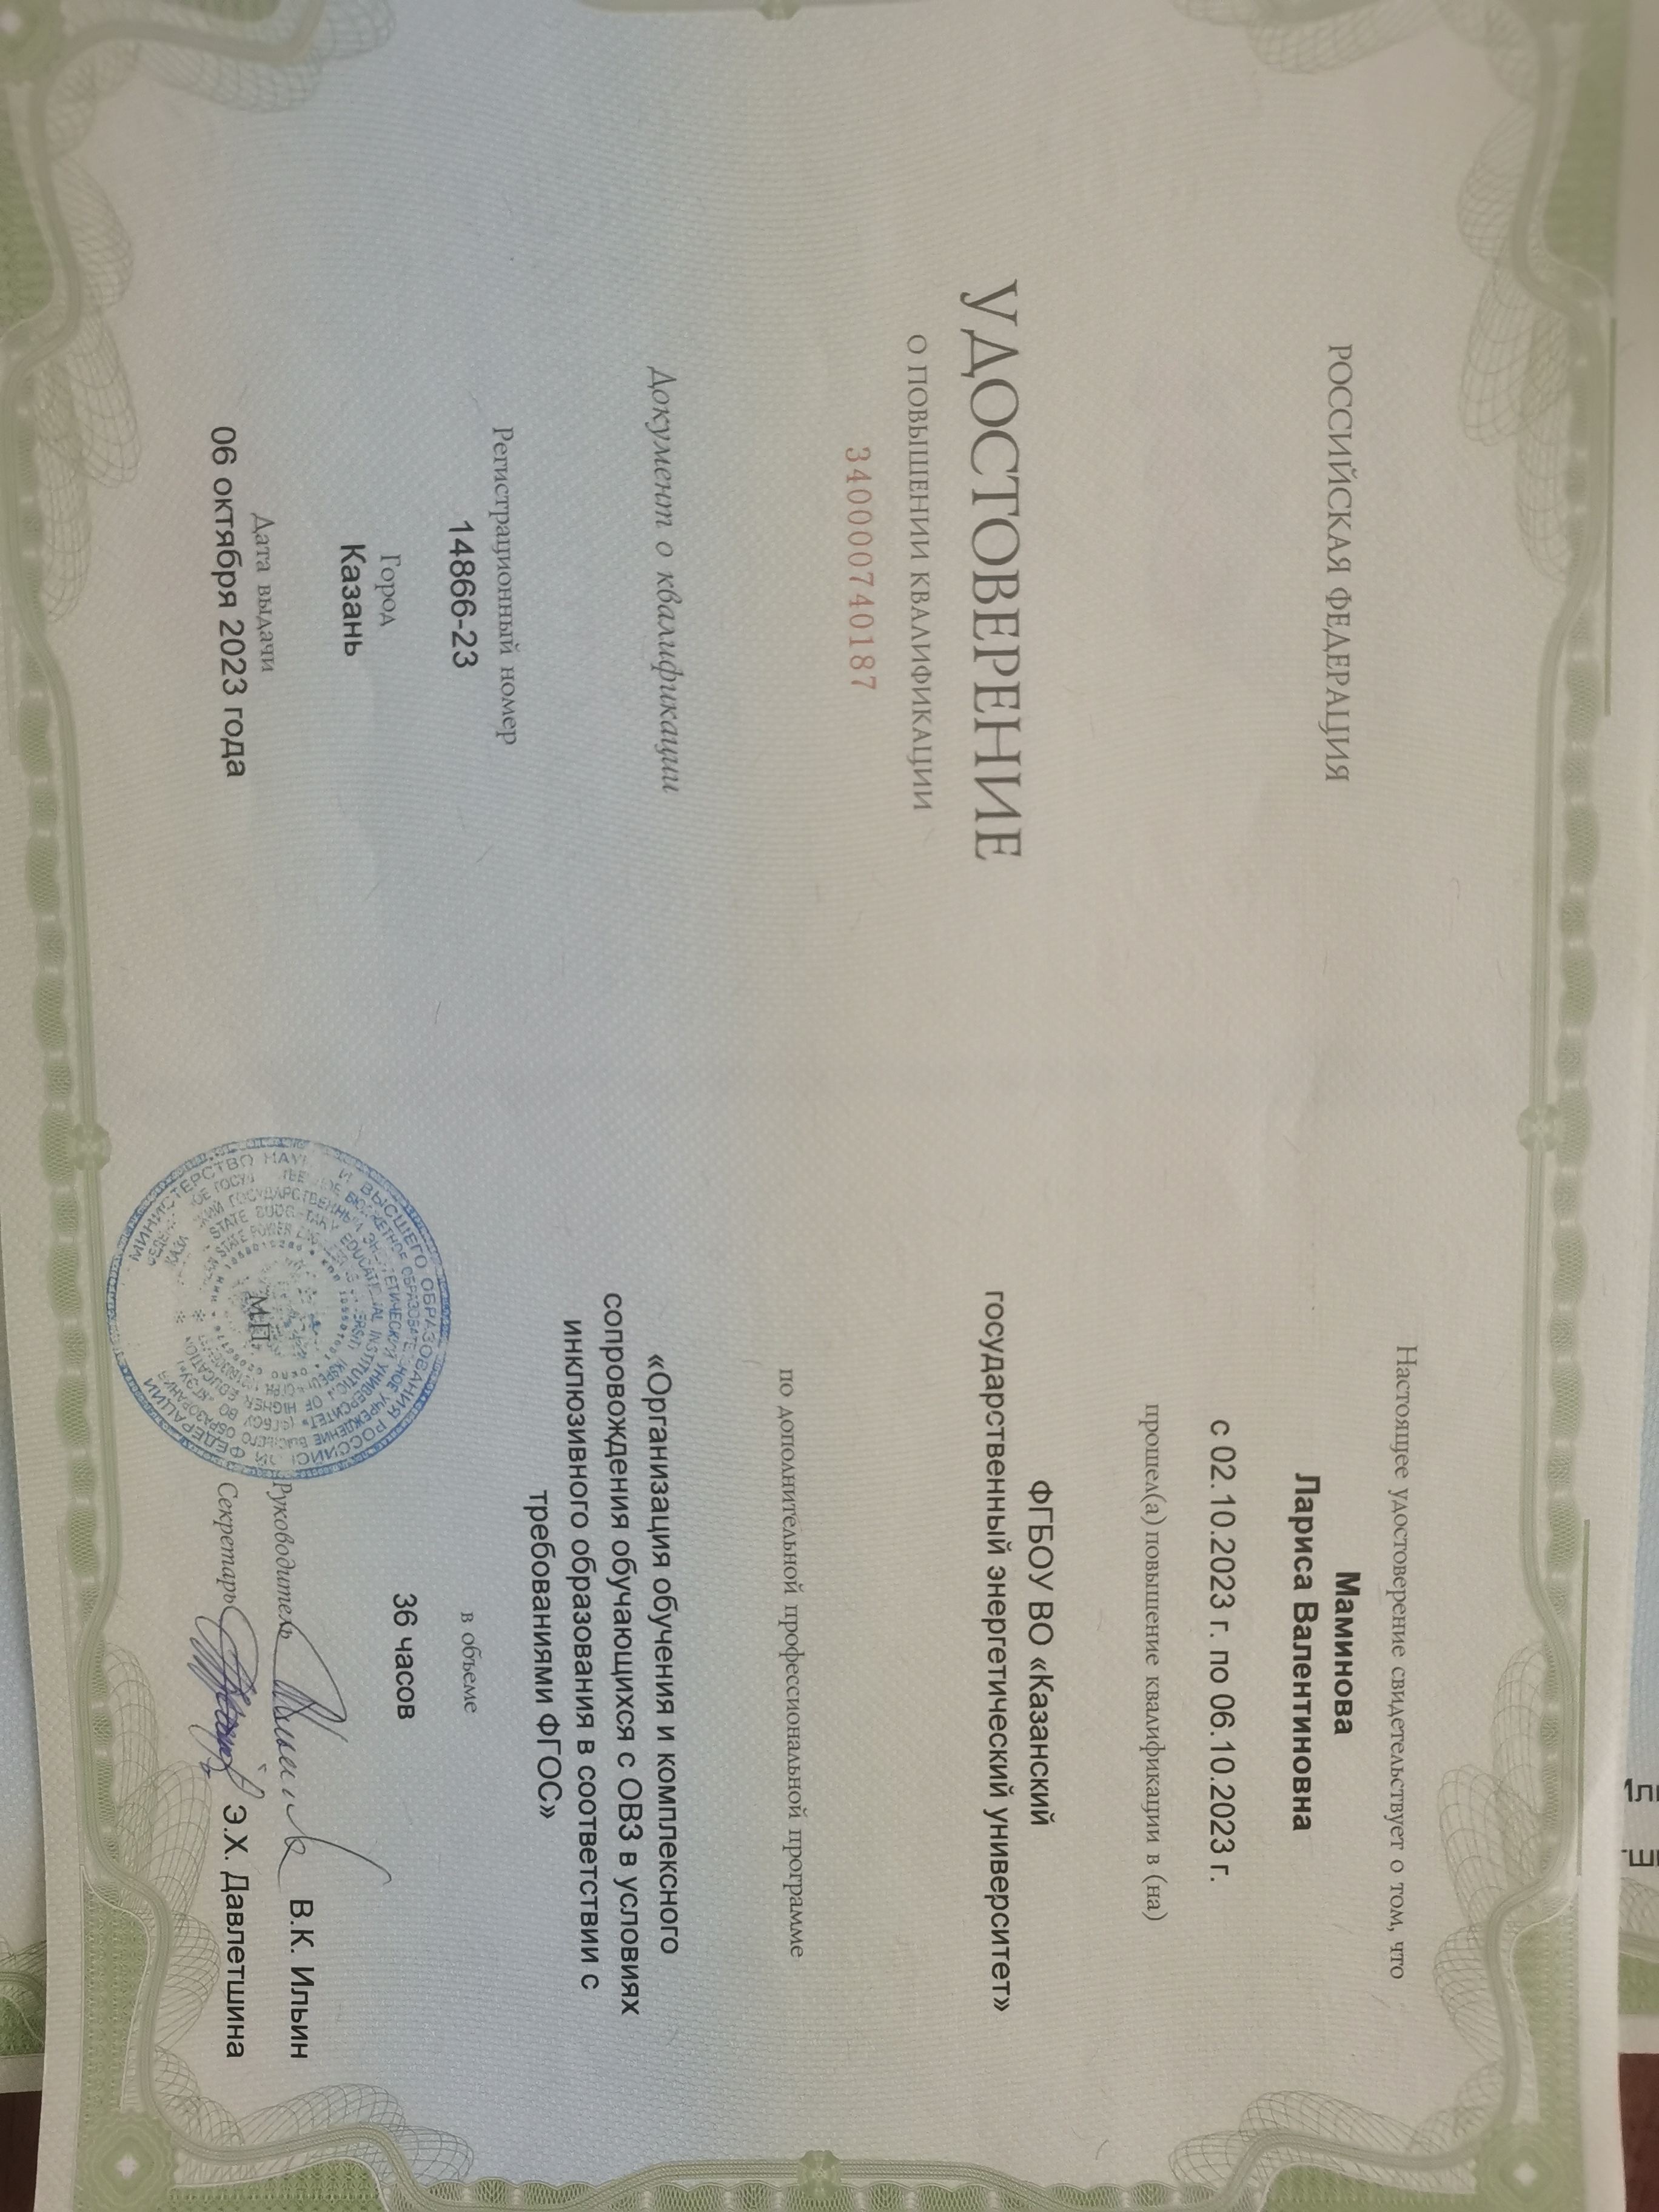 РОССИЙСКАЯ ФЕДЕРАЦИЯ
УДОСТОВЕРЕНИЕ
О ПОВЫШЕНИИ КВАЛИФИКАЦИИ
340000740187
Документ о квалификации
Регистрационный номер
14866-23
Город
Казань
Дата выдачи
06 октября 2023 года
Настоящее удостоверение свидетельствует о том, что
Маминова
Лариса Валентиновна
с 02.10.2023 г. по 06.10.2023 г.
прошел(а) повышение квалификации в (на)
ФГБОУ ВО «Казанский
государственный энергетический университет»
по дополнительной профессиональной программе
«Организация обучения и комплексного
сопровождения обучающихся с ОВЗ в условиях
инклюзивного образования в соответствии с
требованиями ФГОС»
в объеме
36 часов
Руководитель В.К. Ильин
Секретарь Э.Х. Давлетшина
М.П.